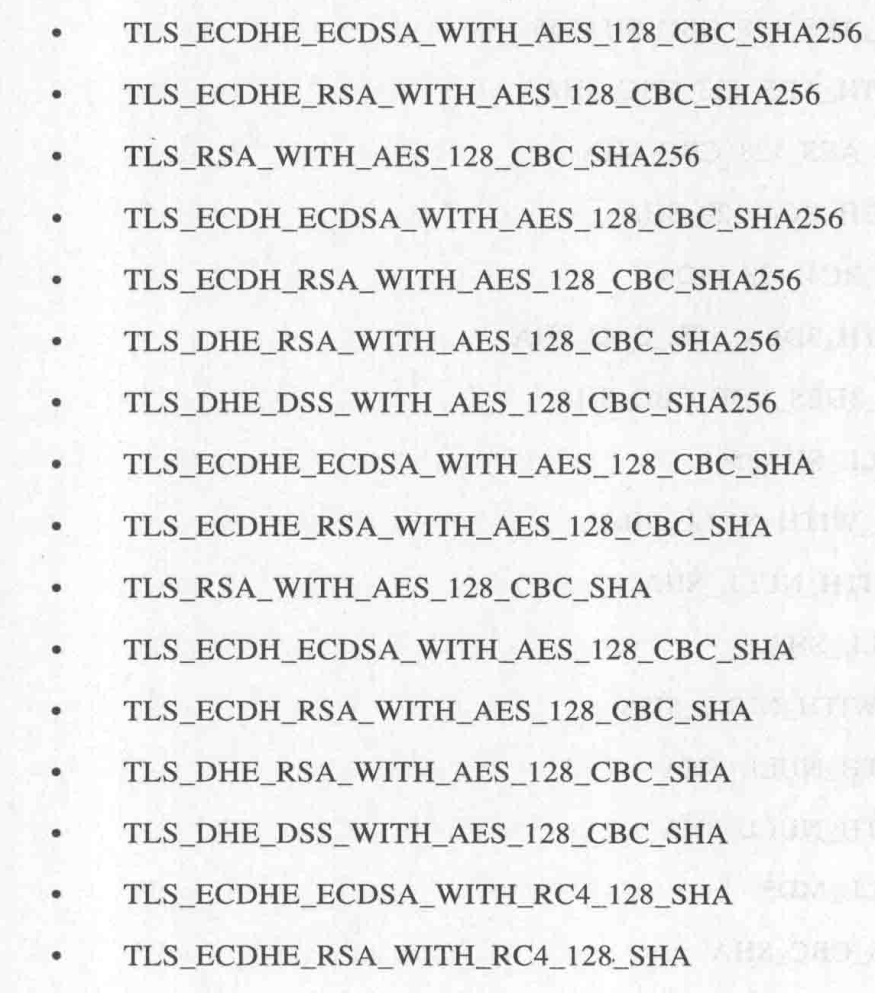 • TLS_ECDHE_ECDSA_WITH_AES_128_CBC_SHA256
• TLS_ECDHE_RSA_WITH_AES_128_CBC_SHA256
• TLS_RSA_WITH_AES_128_CBC_SHA256
• TLS_ECDH_ECDSA_WITH_AES_128_CBC_SHA256
• TLS_ECDH_RSA_WITH_AES_128_CBC_SHA256
• TLS_DHE_RSA_WITH_AES_128_CBC_SHA256
• TLS_DHE_DSS_WITH_AES_128_CBC_SHA256
• TLS_ECDHE_ECDSA_WITH_AES_128_CBC_SHA
• TLS_ECDHE_RSA_WITH_AES_128_CBC_SHA
• TLS_RSA_WITH_AES_128_CBC_SHA
• TLS_ECDH_ECDSA_WITH_AES_128_CBC_SHA
• TLS_ECDH_RSA_WITH_AES_128_CBC_SHA
• TLS_DHE_RSA_WITH_AES_128_CBC_SHA
• TLS_DHE_DSS_WITH_AES_128_CBC_SHA
• TLS_ECDHE_ECDSA_WITH_RC4_128_SHA
• TLS_ECDHE_RSA_WITH_RC4_128_SHA